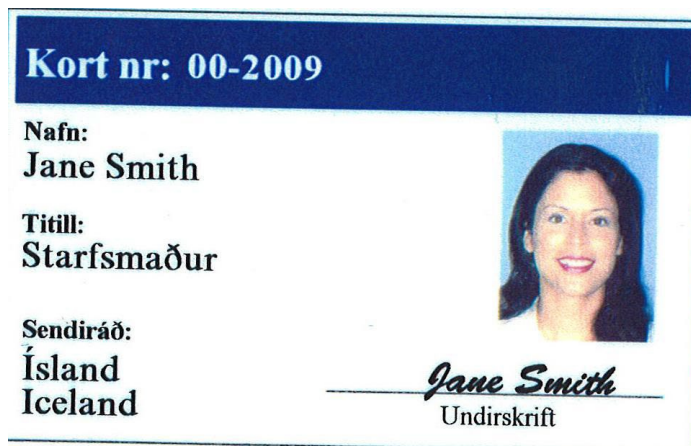 Kort nr: 00-2009
Nafn:
Jane Smith
Titill:
Starfsmaður
Sendiráð:
Ísland
Iceland
Jane Smith
Undirskrift